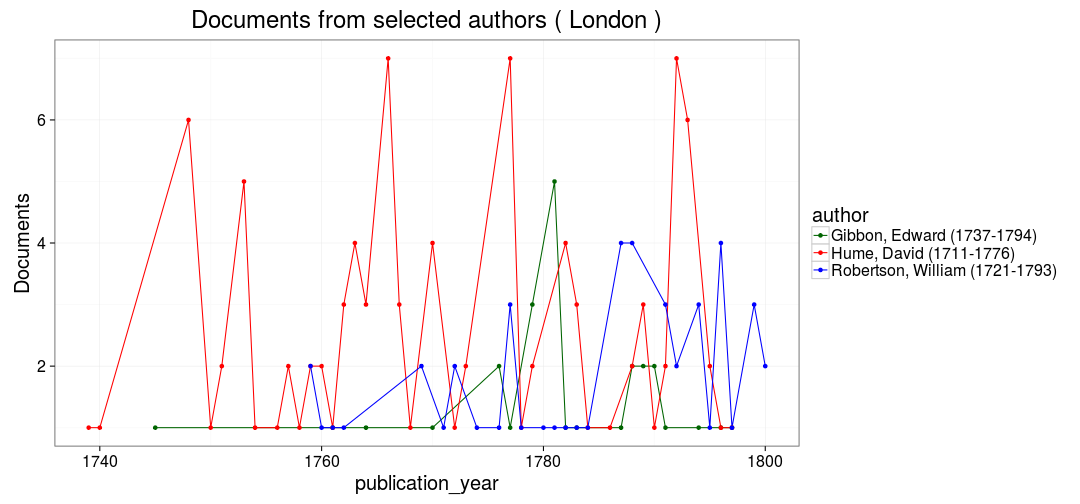 Documents from selected authors ( London )
Documents
6
4
2
1740
1760
1780
1800
publication_year
author
Gibbon, Edward (1737-1794)
Hume, David (1711-1776)
Robertson, William (1721-1793)